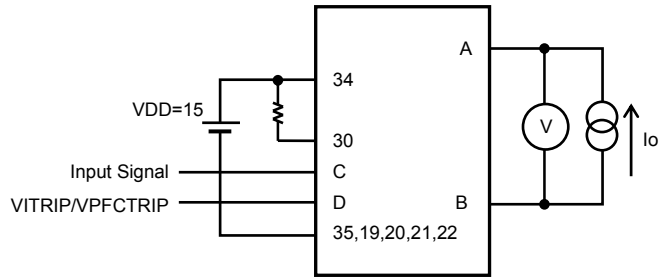 A
34
VDD=15
V
Io
30
Input Signal
C
VITRIP/VPFCTRIP
D
B
35,19,20,21,22